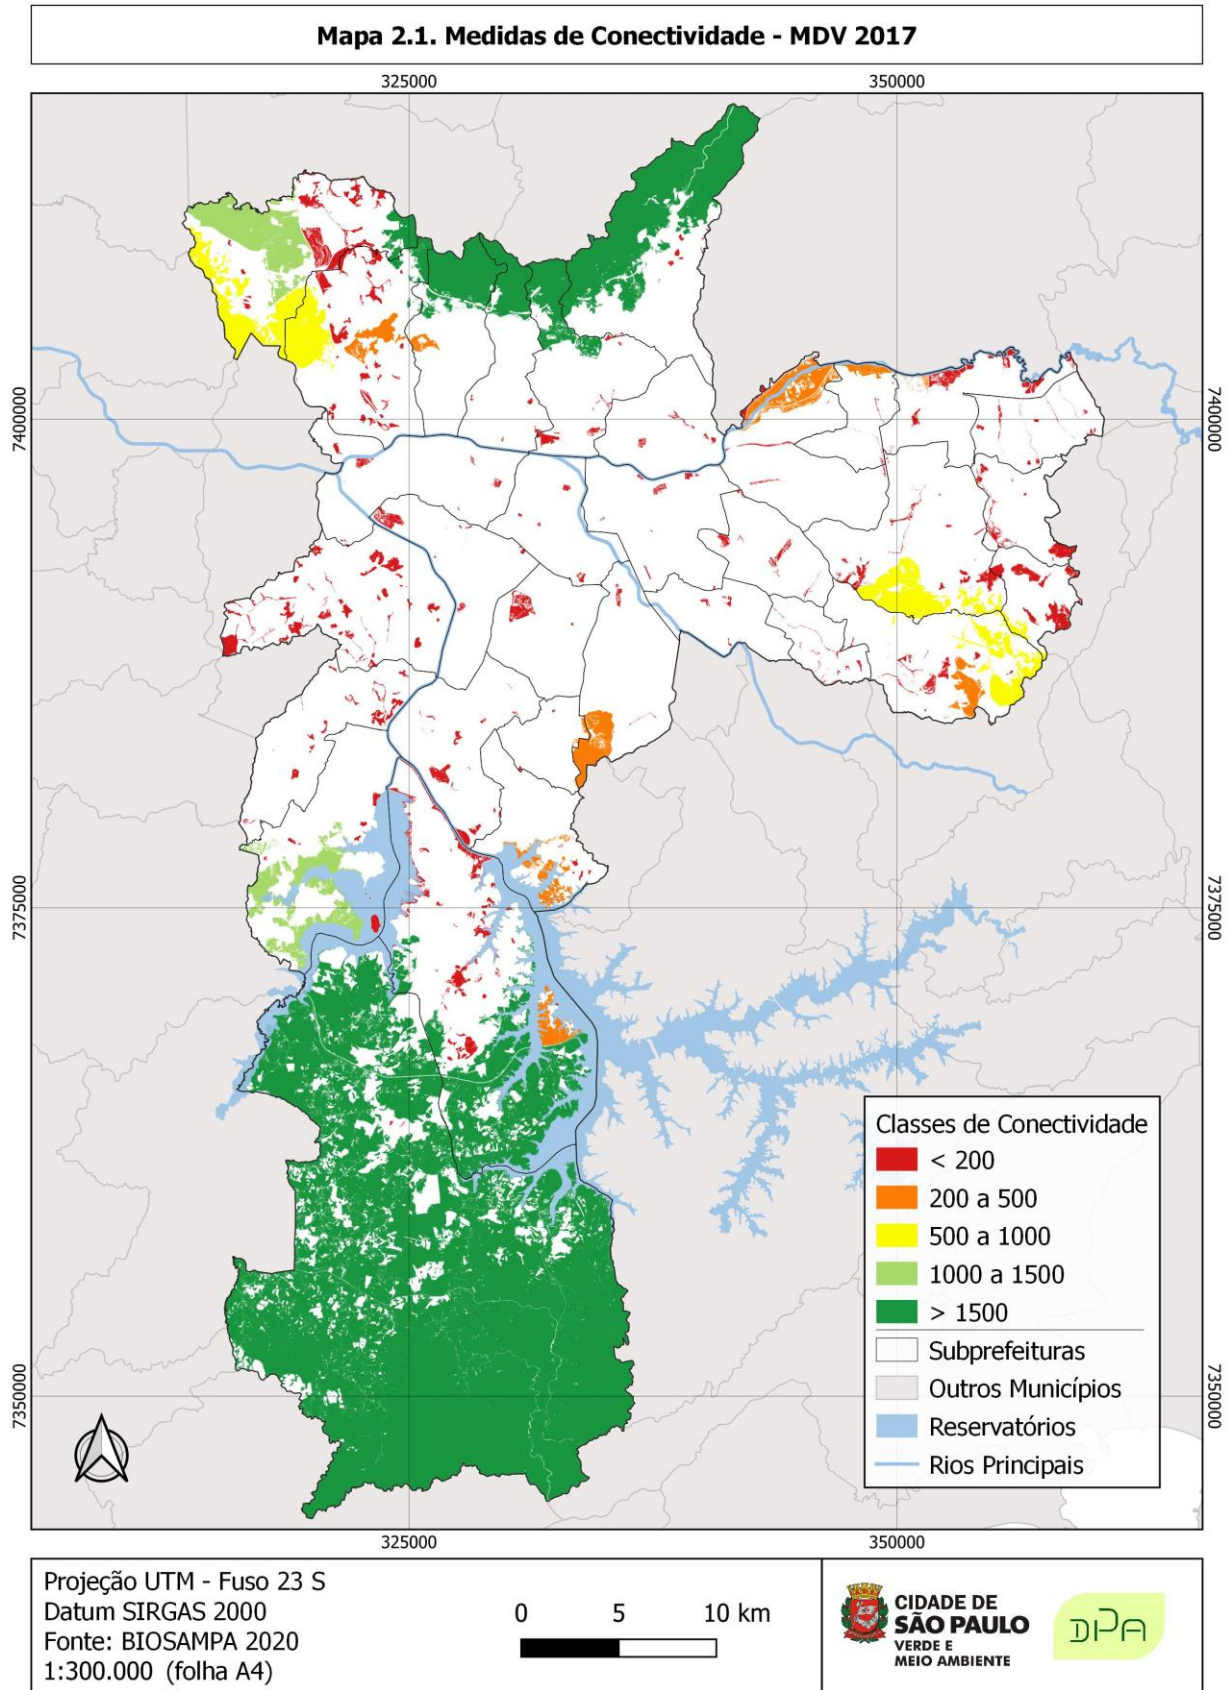 Mapa 2.1. Medidas de Conectividade - MDV 2017
325000
350000
7400000
7400000
7375000
7375000
7350000
7350000
Classes de Conectividade
< 200
200 a 500
500 a 1000
1000 a 1500
> 1500
Subprefeituras
Outros Municípios
Reservatórios
Rios Principais
325000
350000
Projeção UTM - Fuso 23 S
Datum SIRGAS 2000
Fonte: BIOSAMPA 2020
1:300.000 (folha A4)
0 5 10 km
CIDADE DE
SÃO PAULO
VERDE E
MEIO AMBIENTE
DPA